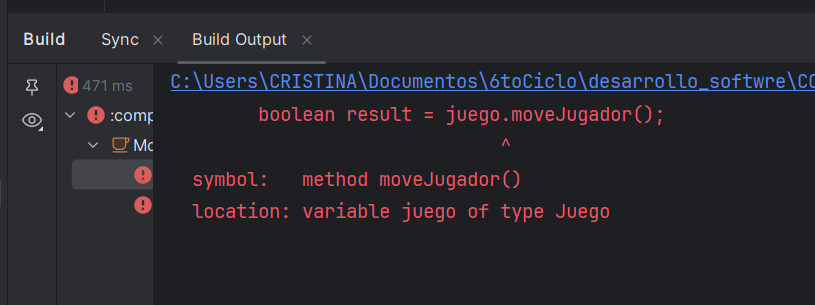 Build Sync Build Output
471 ms
:comp
Mo
C:\Users\CRISTINA\Documentos\6toCiclo\desarrollo_softwre\CO
boolean result = juego.moveJugador();
^
symbol: method moveJugador()
location: variable juego of type Juego